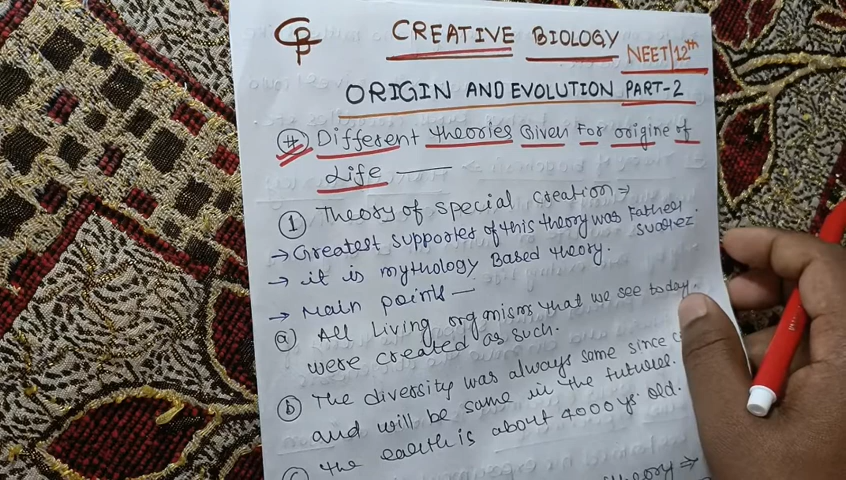 CREATIVE BIOLOGY
NEET/12th
ORIGIN AND EVOLUTION PART-2
# Different theories Given For origine of
Life —
① Theory of special creation ⇒
→ Greatest supporter of this theory was Father
suarez.
→ it is mythology Based theory.
→ Main points —
ⓐ All Living organisms that we see today.
were created as such.
ⓑ The diversity was always same since
and will be same in the future.
ⓒ The earth is about 4000 ys. old.
theory ⇒